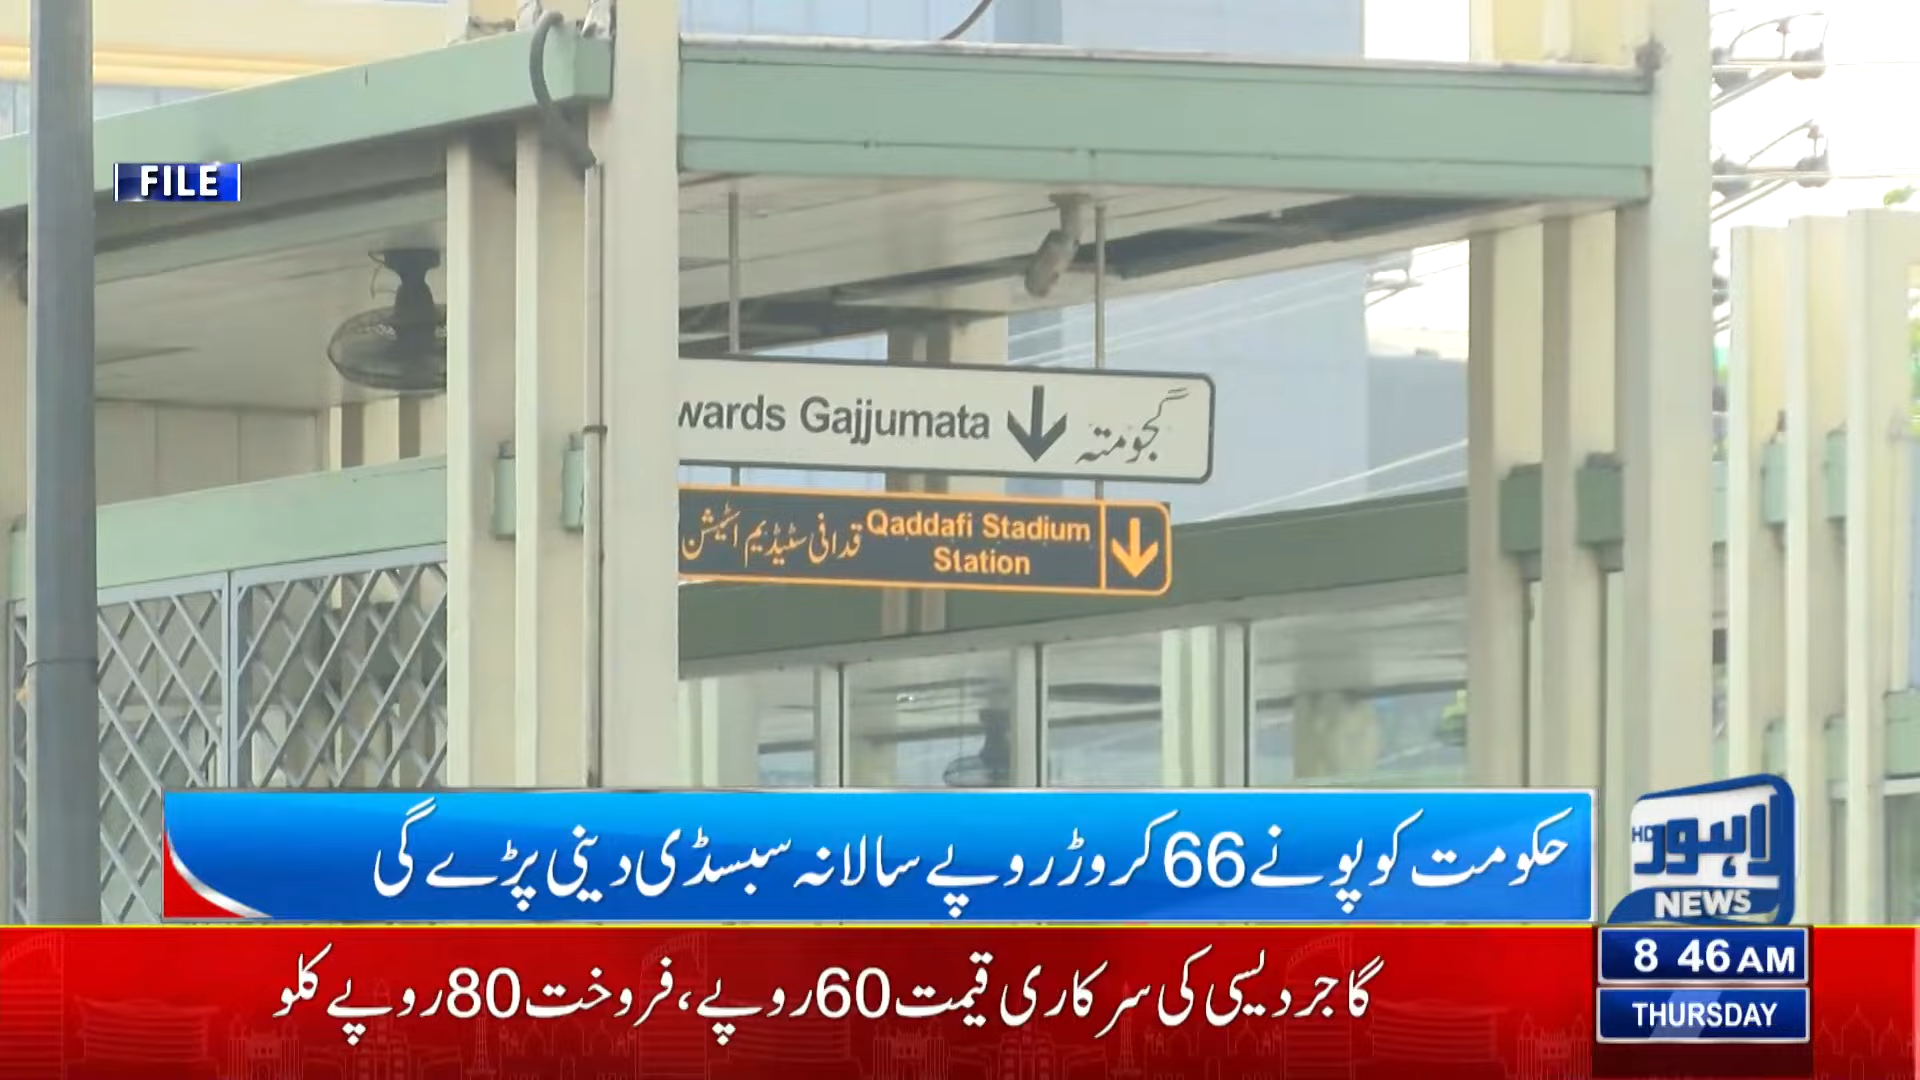 FILE
wards Gajjumata گجومتہ
قدافی سٹیڈیم اسٹیشن Qaddafi Stadium
Station
حکومت کو پونے 66 کروڑ روپے سالانہ سبسڈی دینی پڑے گی
HD لاہور
NEWS
گاجر دیسی کی سرکاری قیمت 60 روپے، فروخت 80 روپے کلو
8 46 AM
THURSDAY